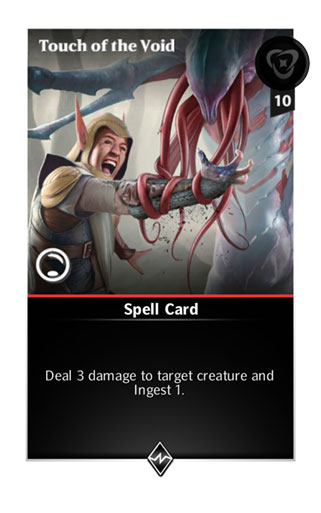 Touch of the Void
10
Spell Card
Deal 3 damage to target creature and
Ingest 1.